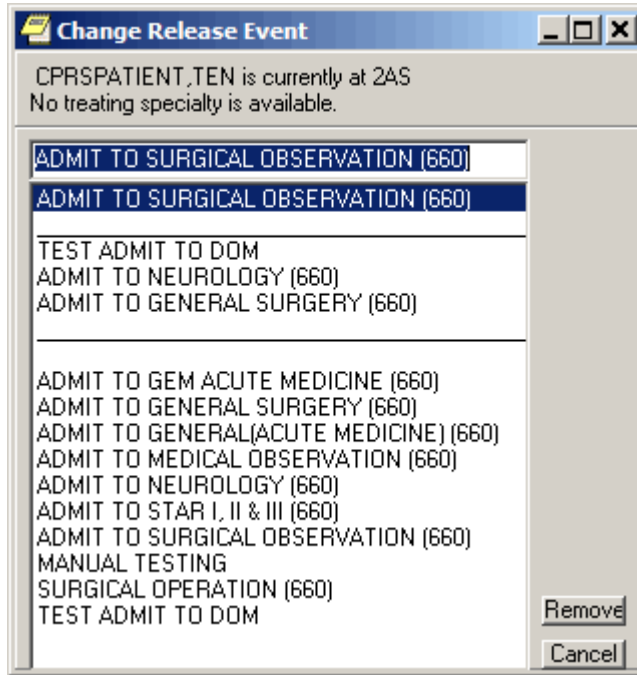 Change Release Event
CPRSPATIENT,TEN is currently at 2AS
No treating specialty is available.
ADMIT TO SURGICAL OBSERVATION (660)
ADMIT TO SURGICAL OBSERVATION (660)
TEST ADMIT TO DOM
ADMIT TO NEUROLOGY (660)
ADMIT TO GENERAL SURGERY (660)
ADMIT TO GEM ACUTE MEDICINE (660)
ADMIT TO GENERAL SURGERY (660)
ADMIT TO GENERAL(ACUTE MEDICINE) (660)
ADMIT TO MEDICAL OBSERVATION (660)
ADMIT TO NEUROLOGY (660)
ADMIT TO STAR I, II & III (660)
ADMIT TO SURGICAL OBSERVATION (660)
MANUAL TESTING
SURGICAL OPERATION (660)
TEST ADMIT TO DOM
Remove
Cancel